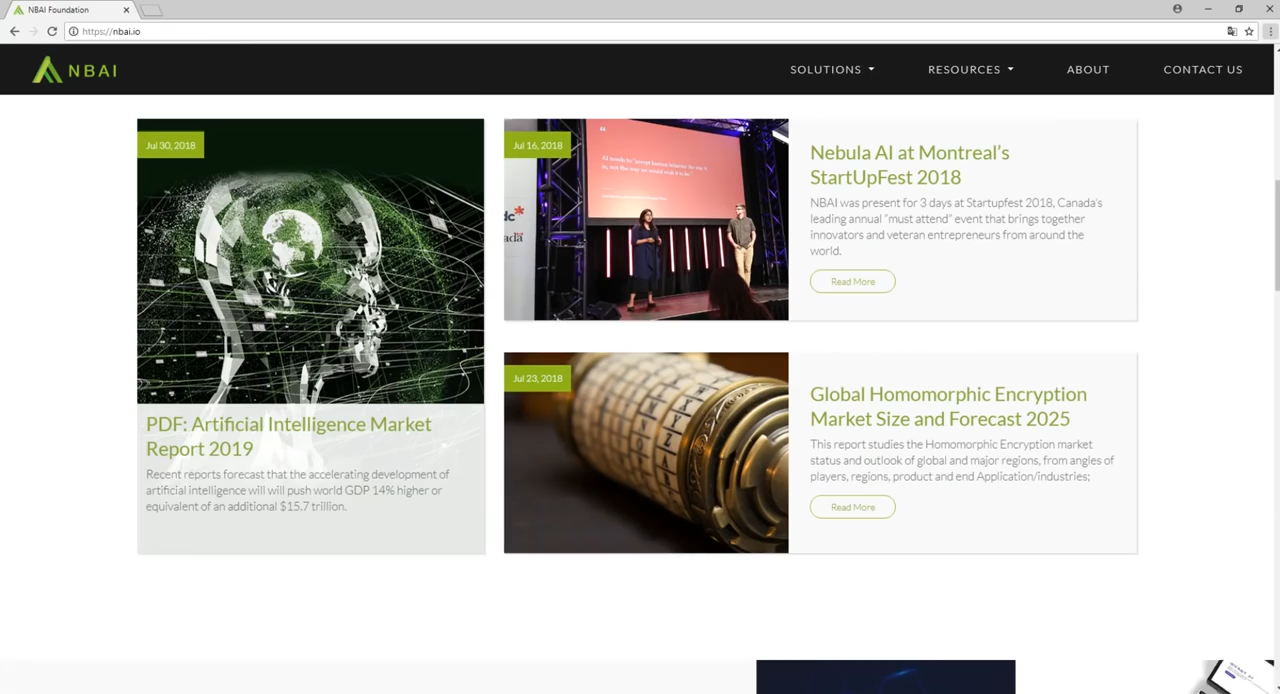 NBAI Foundation
https://nbai.io
NBAI
SOLUTIONS
RESOURCES
ABOUT
CONTACT US
Jul 30, 2018
PDF: Artificial Intelligence Market
Report 2019
Recent reports forecast that the accelerating development of
artificial intelligence will will push world GDP 14% higher or
equivalent of an additional $15.7 trillion.
Jul 16, 2018
Nebula AI at Montreal's
StartUpFest 2018
NBAI was present for 3 days at Startupfest 2018, Canada's
leading annual "must attend" event that brings together
innovators and veteran entrepreneurs from around the
world.
Read More
Jul 23, 2018
Global Homomorphic Encryption
Market Size and Forecast 2025
This report studies the Homomorphic Encryption market
status and outlook of global and major regions, from angles of
players, regions, product and end Application/industries;
Read More